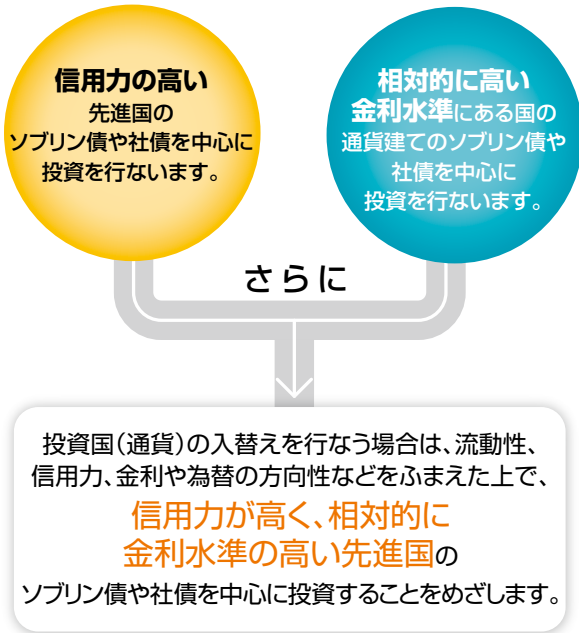 信用力の高い
先進国の
ソブリン債や社債を中心に
投資を行ないます。
相対的に高い
金利水準にある国の
通貨建てのソブリン債や
社債を中心に
投資を行ないます。
さらに
投資国(通貨)の入替えを行なう場合は、流動性、
信用力、金利や為替の方向性などをふまえた上で、
信用力が高く、相対的に
金利水準の高い先進国の
ソブリン債や社債を中心に投資することをめざします。